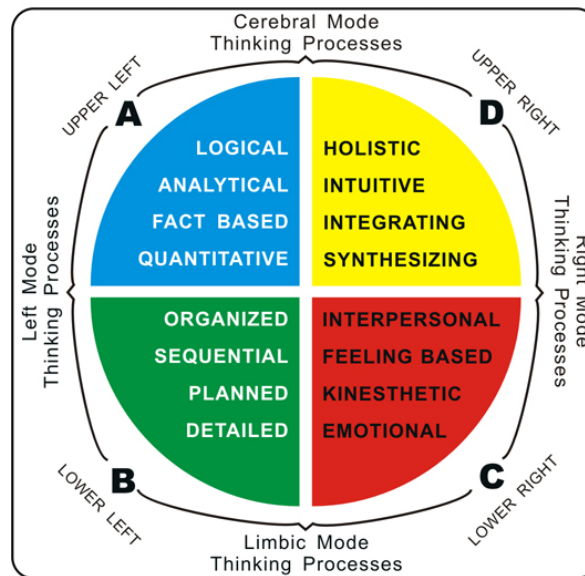 Cerebral Mode
Thinking Processes
UPPER LEFT
A
UPPER RIGHT
D
LOGICAL
ANALYTICAL
FACT BASED
QUANTITATIVE
HOLISTIC
INTUITIVE
INTEGRATING
SYNTHESIZING
Left Mode
Thinking Processes
Right Mode
Thinking Processes
ORGANIZED
SEQUENTIAL
PLANNED
DETAILED
INTERPERSONAL
FEELING BASED
KINESTHETIC
EMOTIONAL
B
LOWER LEFT
C
LOWER RIGHT
Limbic Mode
Thinking Processes